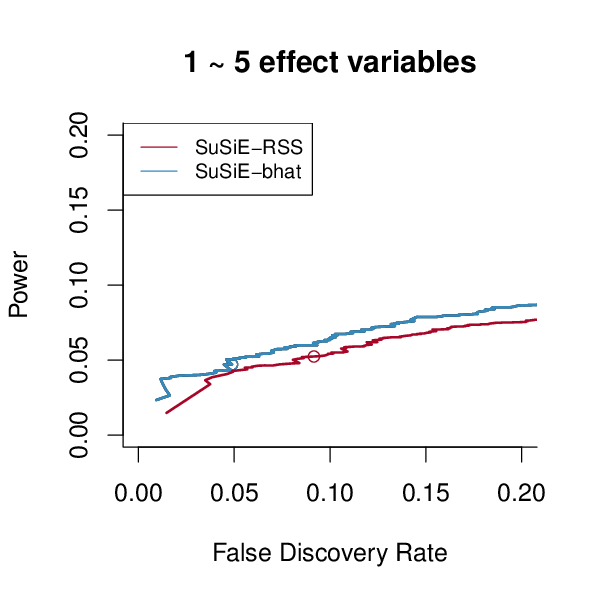 1 ~ 5 effect variables
SuSiE−RSS
SuSiE−bhat
Power
0.20
0.15
0.10
0.05
0.00
0.00 0.05 0.10 0.15 0.20
False Discovery Rate